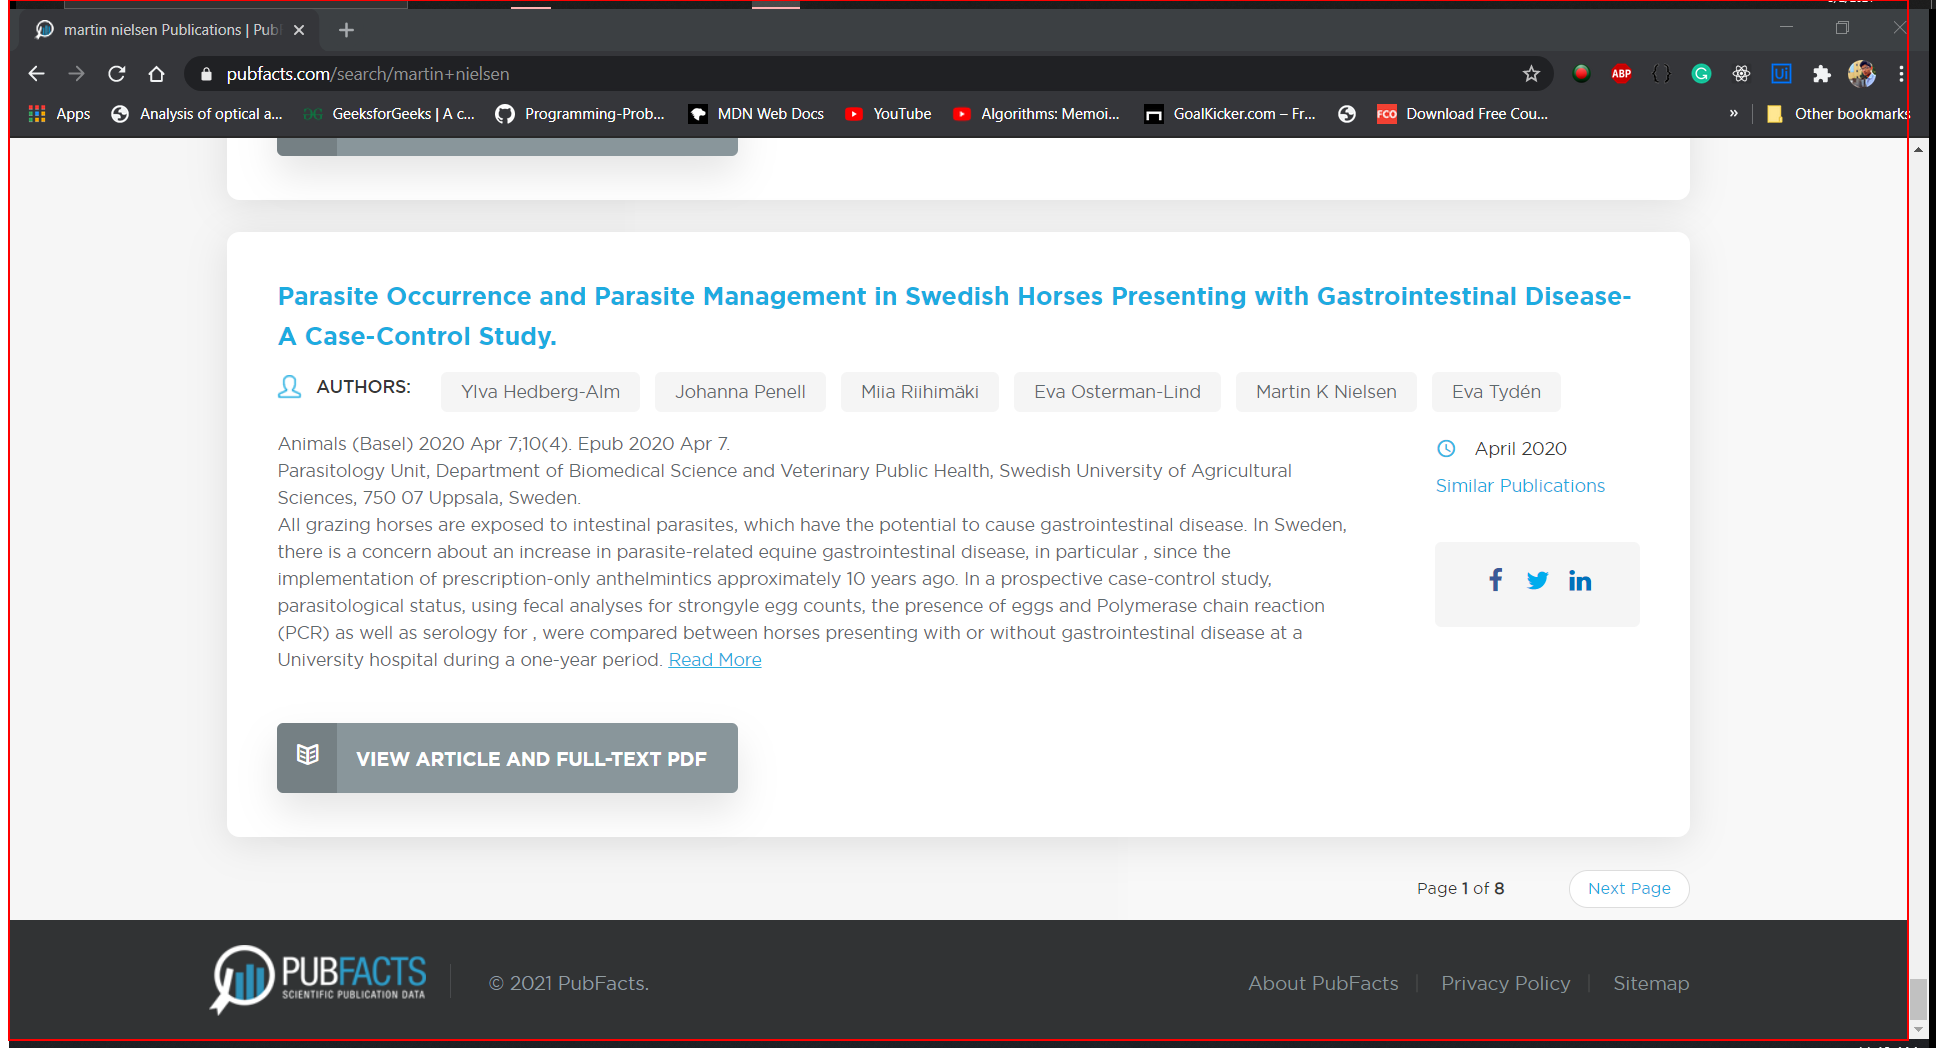 martin nielsen Publications | Pub
pubfacts.com/search/martin+nielsen
ABP
Ui
Apps
Analysis of optical a...
GeeksforGeeks | A c...
Programming-Prob...
MDN Web Docs
YouTube
Algorithms: Memoi...
GoalKicker.com – Fr...
FCO
Download Free Cou...
»
Other bookmarks
Parasite Occurrence and Parasite Management in Swedish Horses Presenting with Gastrointestinal Disease-
A Case-Control Study.
AUTHORS: Ylva Hedberg-Alm Johanna Penell Miia Riihimäki Eva Osterman-Lind Martin K Nielsen Eva Tydén
Animals (Basel) 2020 Apr 7;10(4). Epub 2020 Apr 7.
Parasitology Unit, Department of Biomedical Science and Veterinary Public Health, Swedish University of Agricultural
Sciences, 750 07 Uppsala, Sweden.
All grazing horses are exposed to intestinal parasites, which have the potential to cause gastrointestinal disease. In Sweden,
there is a concern about an increase in parasite-related equine gastrointestinal disease, in particular , since the
implementation of prescription-only anthelmintics approximately 10 years ago. In a prospective case-control study,
parasitological status, using fecal analyses for strongyle egg counts, the presence of eggs and Polymerase chain reaction
(PCR) as well as serology for , were compared between horses presenting with or without gastrointestinal disease at a
University hospital during a one-year period. Read More
April 2020
Similar Publications
VIEW ARTICLE AND FULL-TEXT PDF
Page 1 of 8
Next Page
PUBFACTS
SCIENTIFIC PUBLICATION DATA
© 2021 PubFacts.
About PubFacts
Privacy Policy
Sitemap